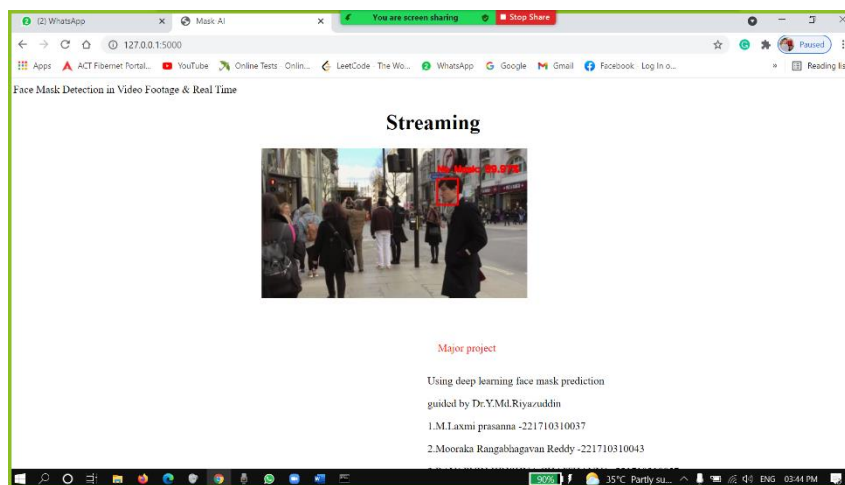 (2) WhatsApp
Mask AI
You are screen sharing
Stop Share
127.0.0.1:5000
Paused
Apps
ACT Fibernet Portal...
YouTube
Online Tests - Onlin...
LeetCode - The Wo...
WhatsApp
Google
Gmail
Facebook - Log In o...
»
Reading lis
Face Mask Detection in Video Footage & Real Time
Streaming
No Mask:
Major project
Using deep learning face mask prediction
guided by Dr.Y.Md.Riyazuddin
1.M.Laxmi prasanna -221710310037
2.Mooraka Rangabhagavan Reddy -221710310043
90%
35°C Partly su...
ENG
03:44 PM